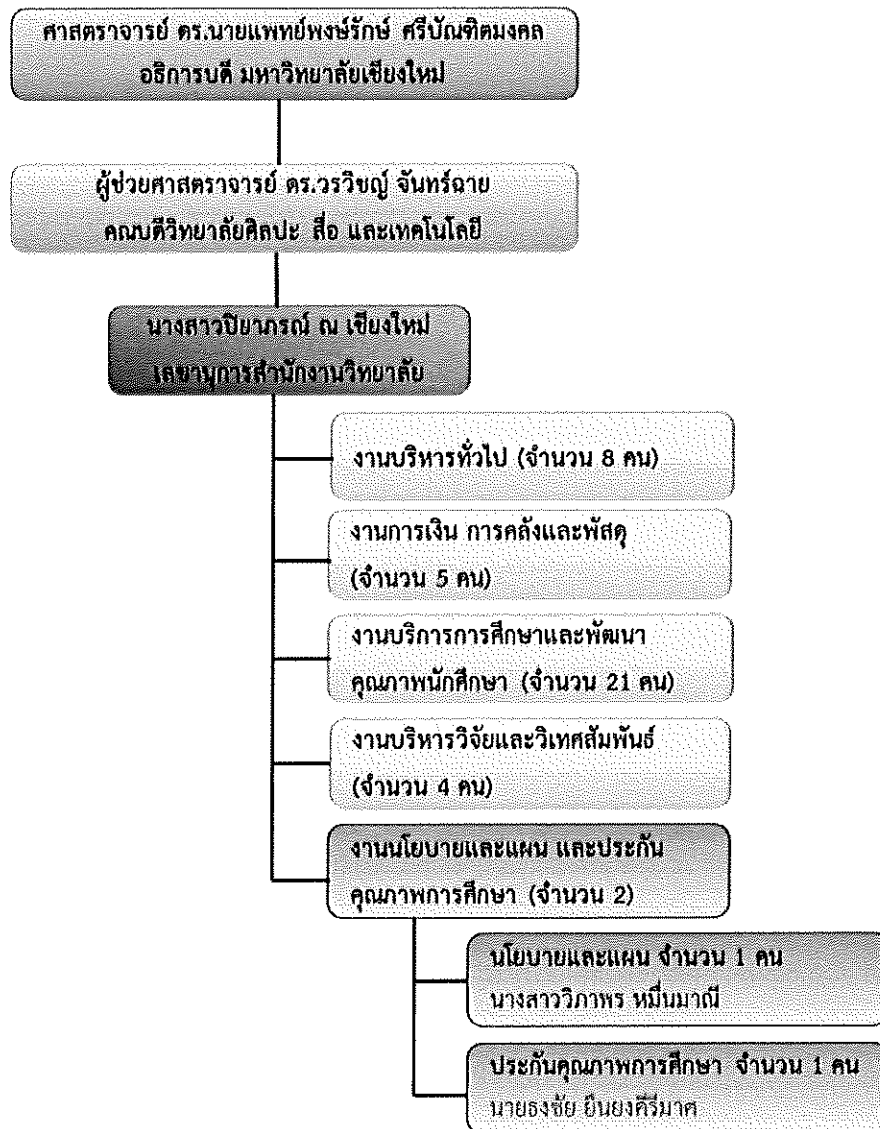 ศาสตราจารย์ ดร.นายแพทย์พงษ์รักษ์ ศรีบัณฑิตมงคล
อธิการบดี มหาวิทยาลัยเชียงใหม่
ผู้ช่วยศาสตราจารย์ ดร.วรวิชญ์ จันทร์ฉาย
คณบดีวิทยาลัยศิลปะ สื่อ และเทคโนโลยี
นางสาวปิยาภรณ์ ณ เชียงใหม่
เลขานุการสำนักงานวิทยาลัย
งานบริหารทั่วไป (จำนวน 8 คน)
งานการเงิน การคลังและพัสดุ
(จำนวน 5 คน)
งานบริการการศึกษาและพัฒนา
คุณภาพนักศึกษา (จำนวน 21 คน)
งานบริหารวิจัยและวิเทศสัมพันธ์
(จำนวน 4 คน)
งานนโยบายและแผน และประกัน
คุณภาพการศึกษา (จำนวน 2)
นโยบายและแผน จำนวน 1 คน
นางสาววิภาพร หมื่นมาณี
ประกันคุณภาพการศึกษา จำนวน 1 คน
นายธงชัย ยืนยงคีรีมาศ